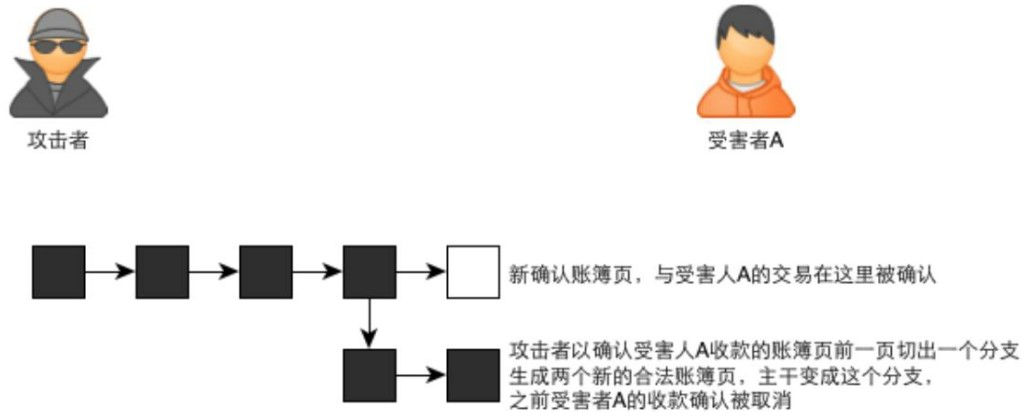 攻击者
受害者A
新确认账簿页，与受害人A的交易在这里被确认
攻击者以确认受害人A收款的账簿页前一页切出一个分支
生成两个新的合法账簿页，主干变成这个分支，
之前受害者A的收款确认被取消